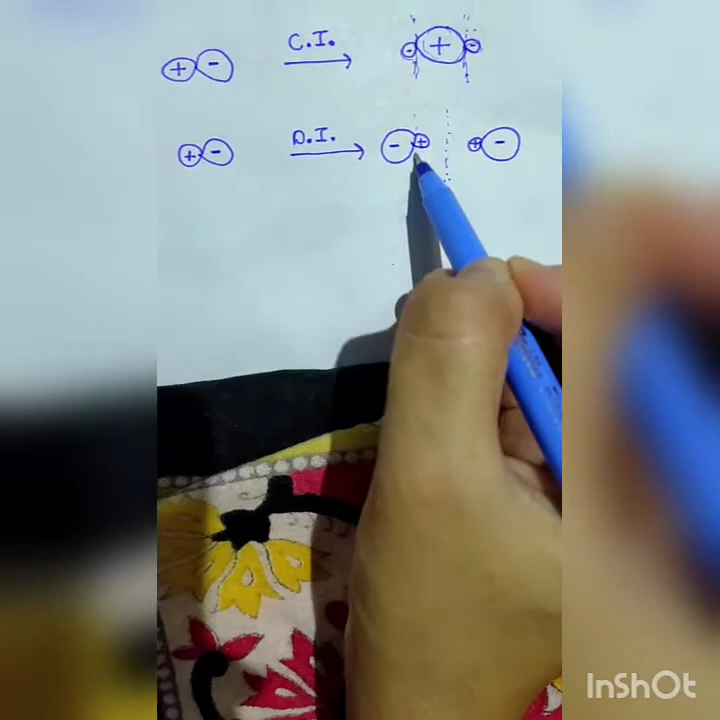 + - C.I. - + -
+ - D.I. - + + -
InShOt